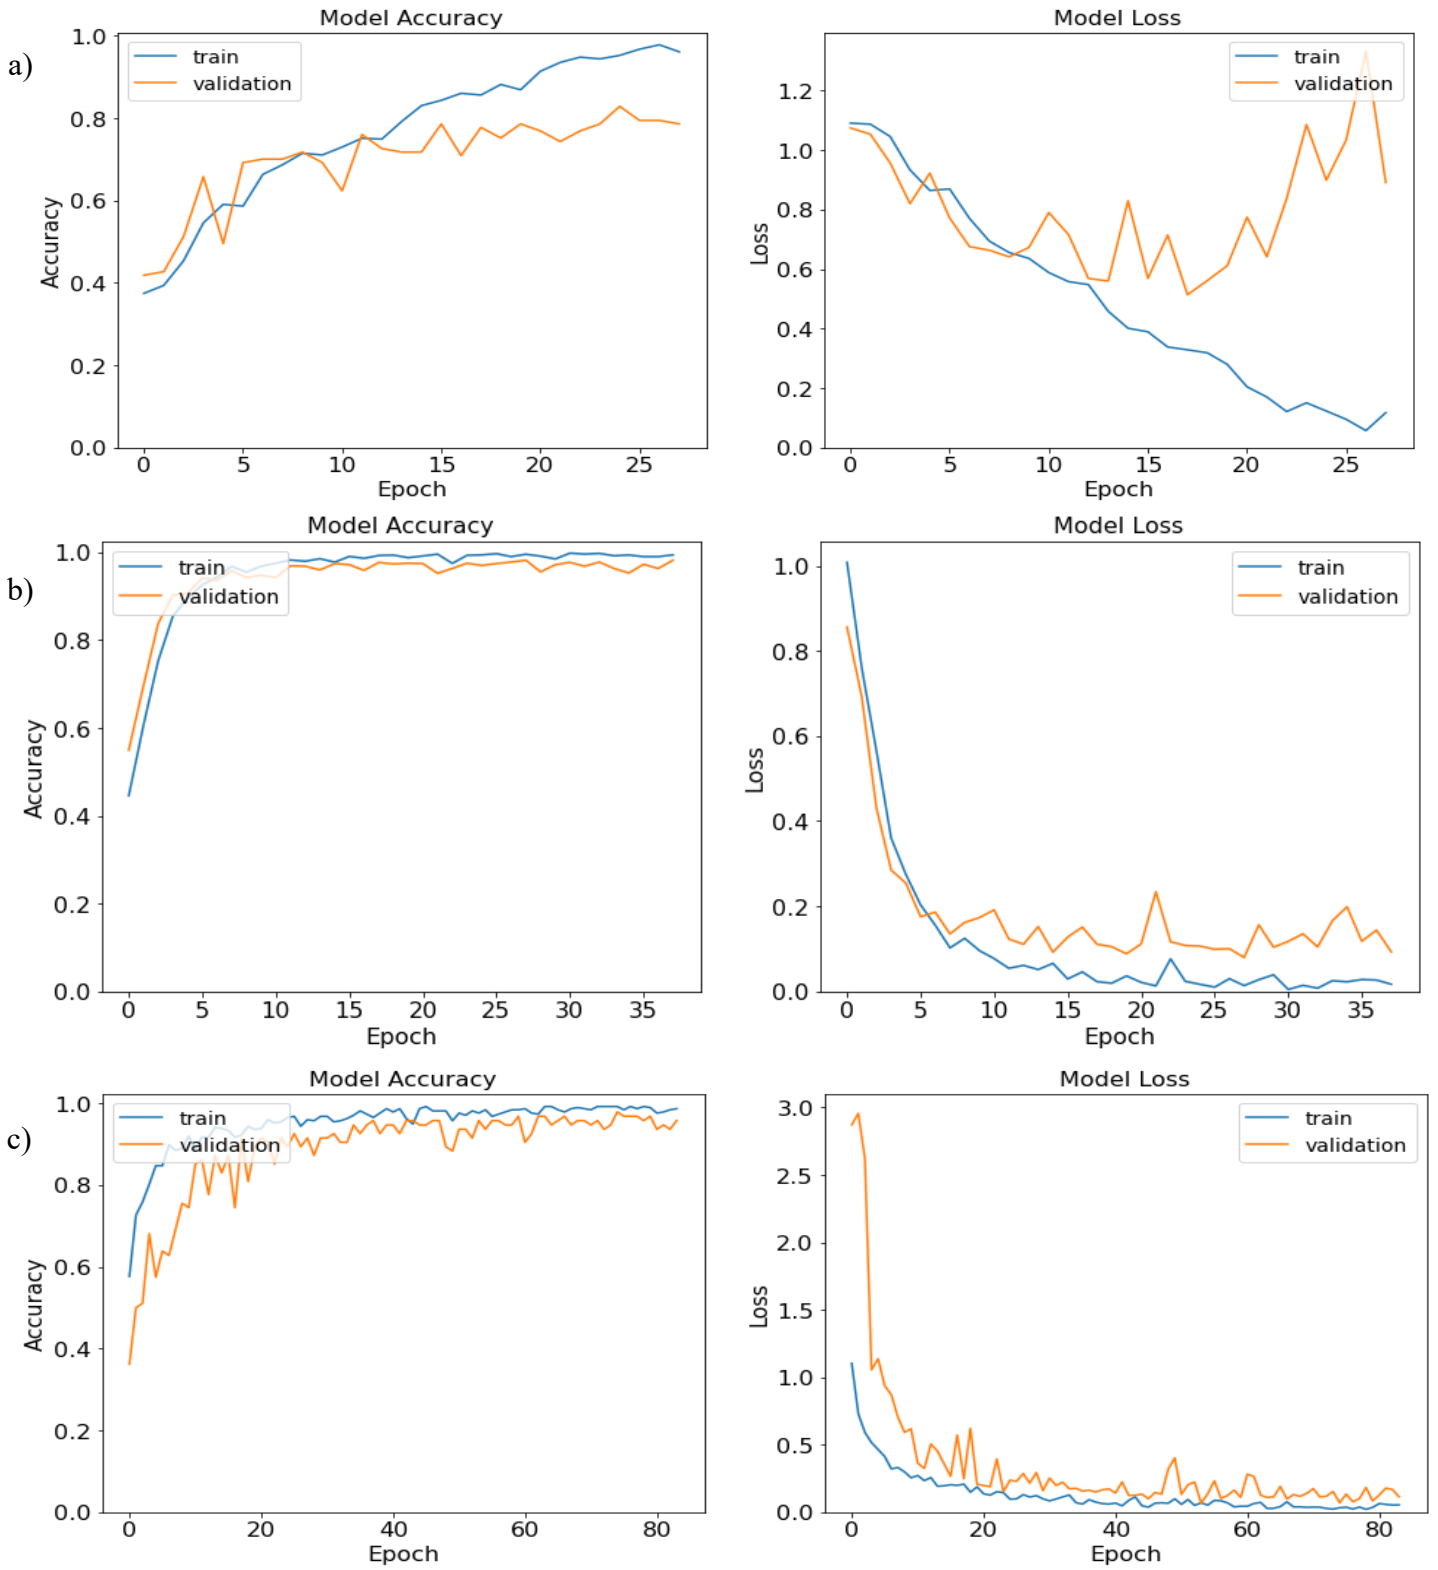 a)
Model Accuracy
1.0
0.8
0.6
0.4
0.2
0.0
Accuracy
train
validation
0 5 10 15 20 25
Epoch
Model Loss
1.2
1.0
0.8
0.6
0.4
0.2
0.0
Loss
train
validation
0 5 10 15 20 25
Epoch
b)
Model Accuracy
1.0
0.8
0.6
0.4
0.2
0.0
Accuracy
train
validation
0 5 10 15 20 25 30 35
Epoch
Model Loss
1.0
0.8
0.6
0.4
0.2
0.0
Loss
train
validation
0 5 10 15 20 25 30 35
Epoch
c)
Model Accuracy
1.0
0.8
0.6
0.4
0.2
0.0
Accuracy
train
validation
0 20 40 60 80
Epoch
Model Loss
3.0
2.5
2.0
1.5
1.0
0.5
0.0
Loss
train
validation
0 20 40 60 80
Epoch